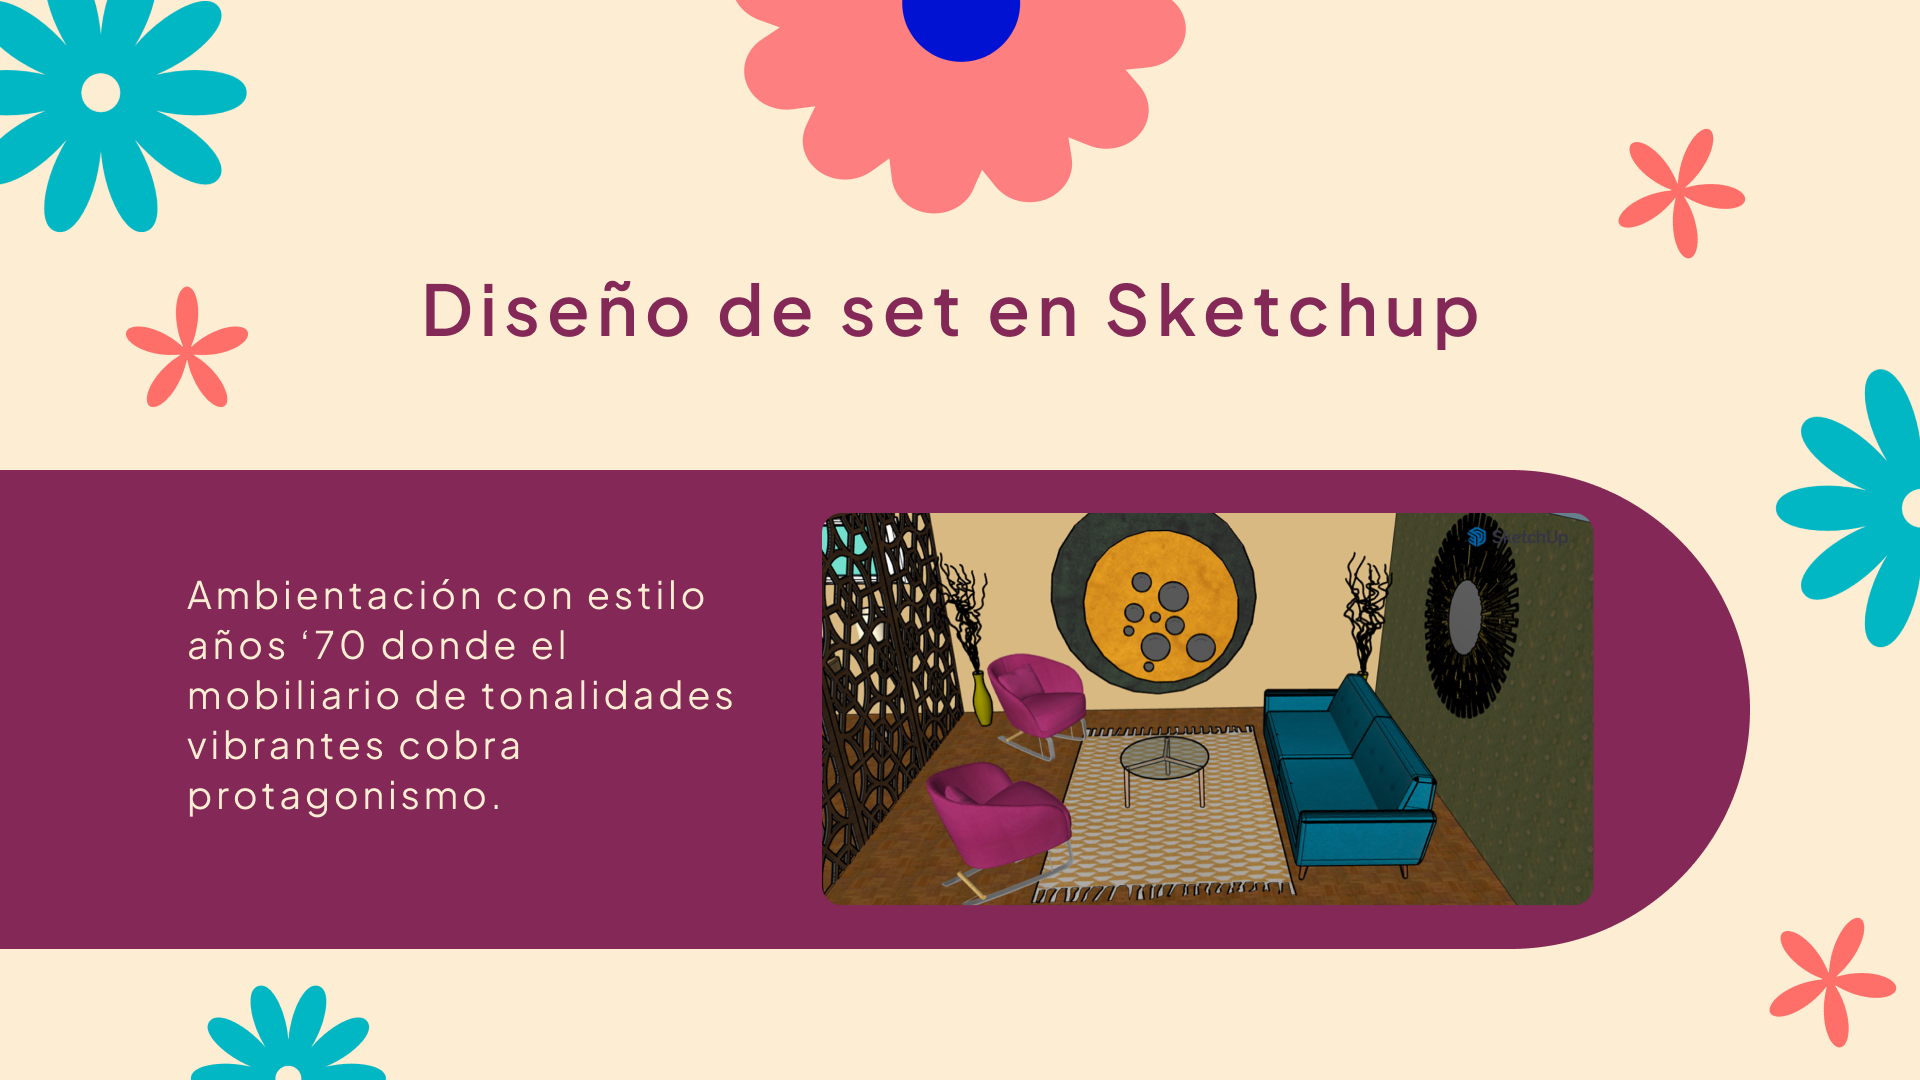 Diseño de set en Sketchup
SketchUp
Ambientación con estilo
años ‘70 donde el
mobiliario de tonalidades
vibrantes cobra
protagonismo.